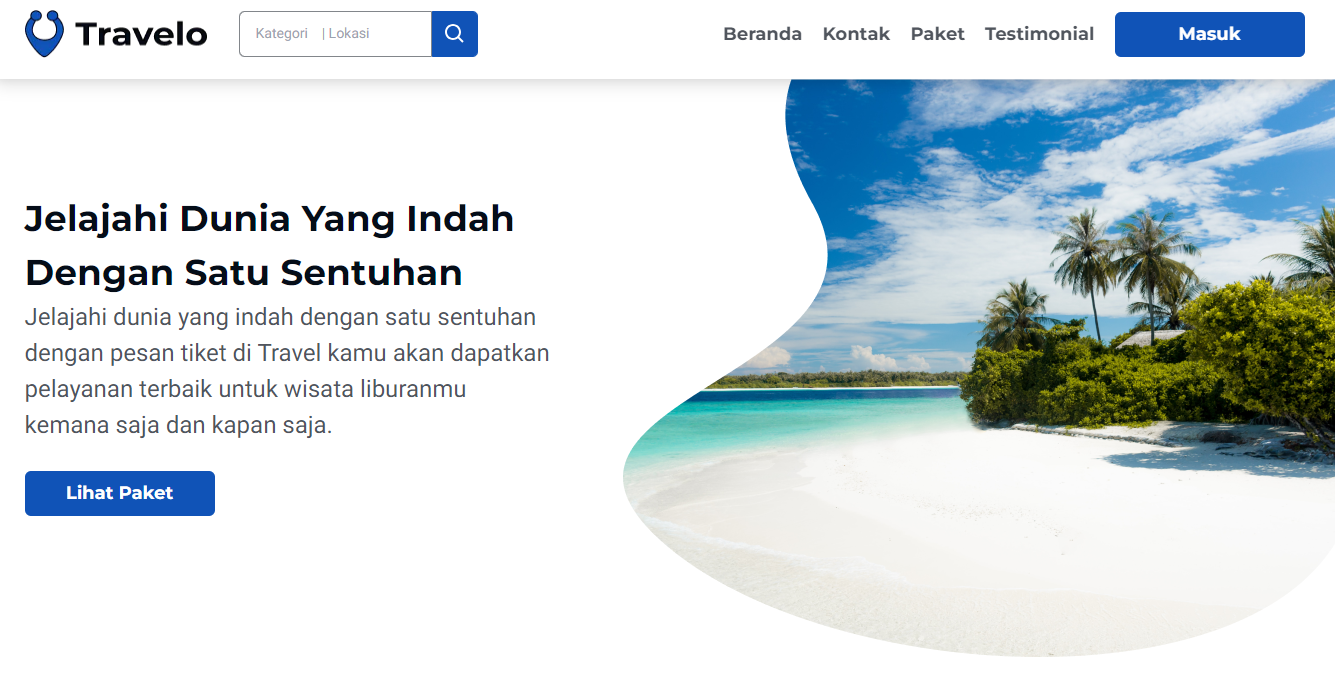 Travelo
Kategori | Lokasi
Beranda
Kontak
Paket
Testimonial
Masuk
Jelajahi Dunia Yang Indah
Dengan Satu Sentuhan
Jelajahi dunia yang indah dengan satu sentuhan
dengan pesan tiket di Travel kamu akan dapatkan
pelayanan terbaik untuk wisata liburanmu
kemana saja dan kapan saja.
Lihat Paket